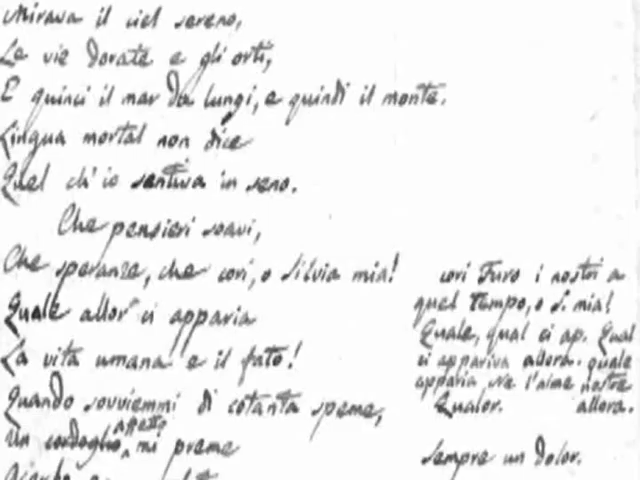 Mirava il ciel sereno,
Le vie dorate e gli orti,
E quinci il mar da lungi, e quindi il monte.
Lingua mortal non dice
Quel ch' io sentiva in seno.
Che pensieri soavi,
Che speranze, che cori, o Silvia mia!
Quale allor ci apparia
La vita umana e il fato!
Quando sovviemmi di cotanta speme,
Un cordoglio affetto mi preme
Acerbo e
cori furo i nostri a
quel tempo, o S. mia!
Quale, qual ci ap. Qual
ci appariva allora. quale
apparia ne l'alme nostre
Qualor. allora.
sempre un dolor.